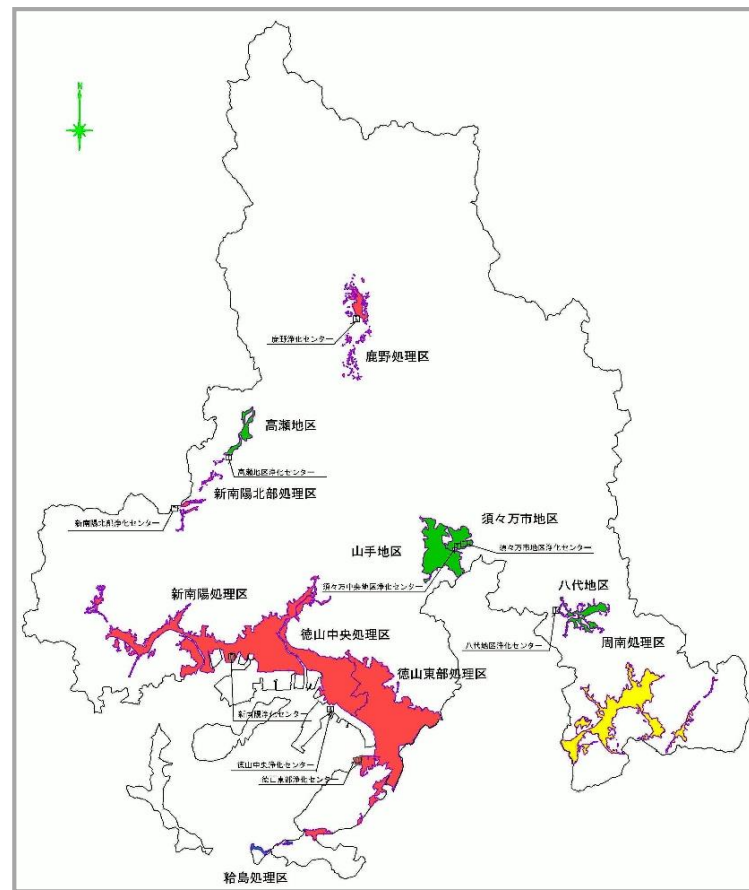 N
鹿野浄化センター
鹿野処理区
高瀬地区
高瀬地区浄化センター
新南陽北部処理区
新南陽北部浄化センター
須々万市地区
須々万市地区浄化センター
山手地区
須々万中央地区浄化センター
八代地区
八代地区浄化センター
新南陽処理区
徳山中央処理区
周南処理区
徳山東部処理区
新南陽浄化センター
徳山中央浄化センター
徳山東部浄化センター
粭島処理区